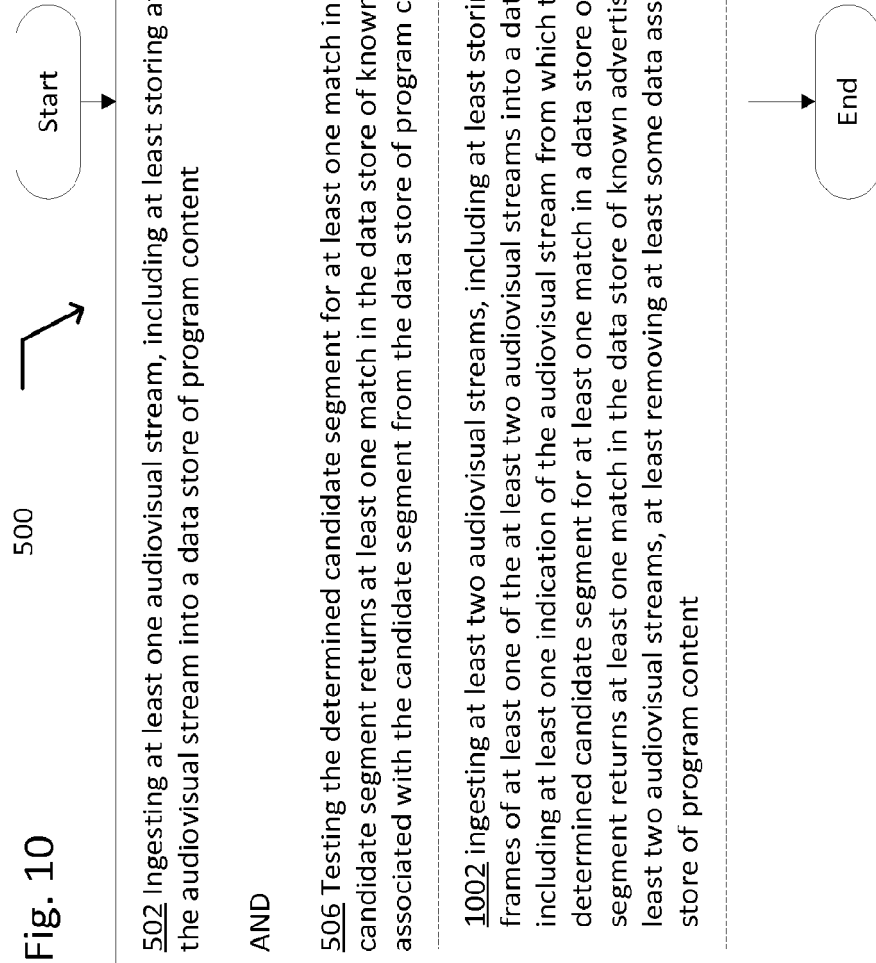 Fig. 10
500
Start
502 Ingesting at least one audiovisual stream, including at least storing
the audiovisual stream into a data store of program content
AND
506 Testing the determined candidate segment for at least one match in
candidate segment returns at least one match in the data store of known
associated with the candidate segment from the data store of program
1002 ingesting at least two audiovisual streams, including at least
frames of at least one of the at least two audiovisual streams into a
including at least one indication of the audiovisual stream from which
determined candidate segment for at least one match in a data store
segment returns at least one match in the data store of known
least two audiovisual streams, at least removing at least some data
store of program content
End